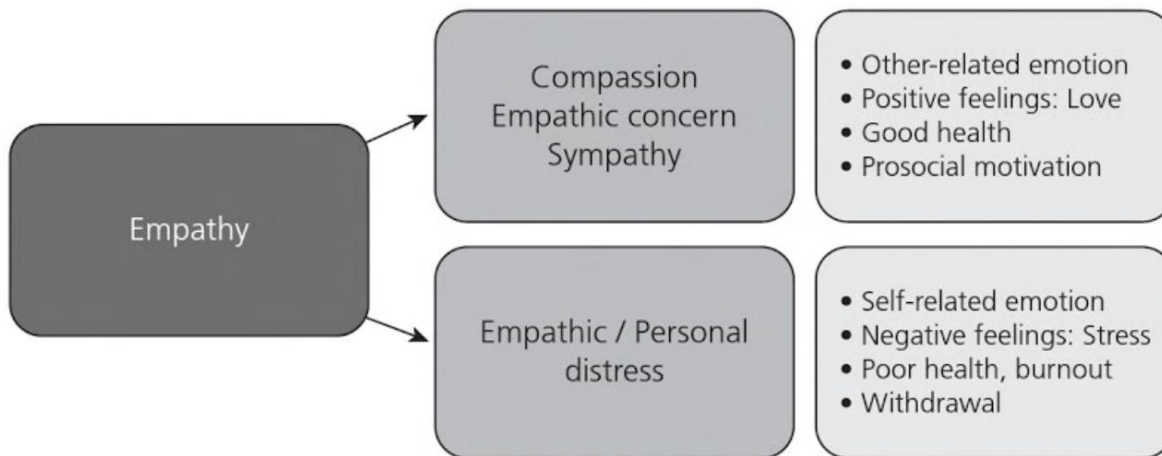 Empathy
Compassion
Empathic concern
Sympathy
• Other-related emotion
• Positive feelings: Love
• Good health
• Prosocial motivation
Empathic / Personal
distress
• Self-related emotion
• Negative feelings: Stress
• Poor health, burnout
• Withdrawal